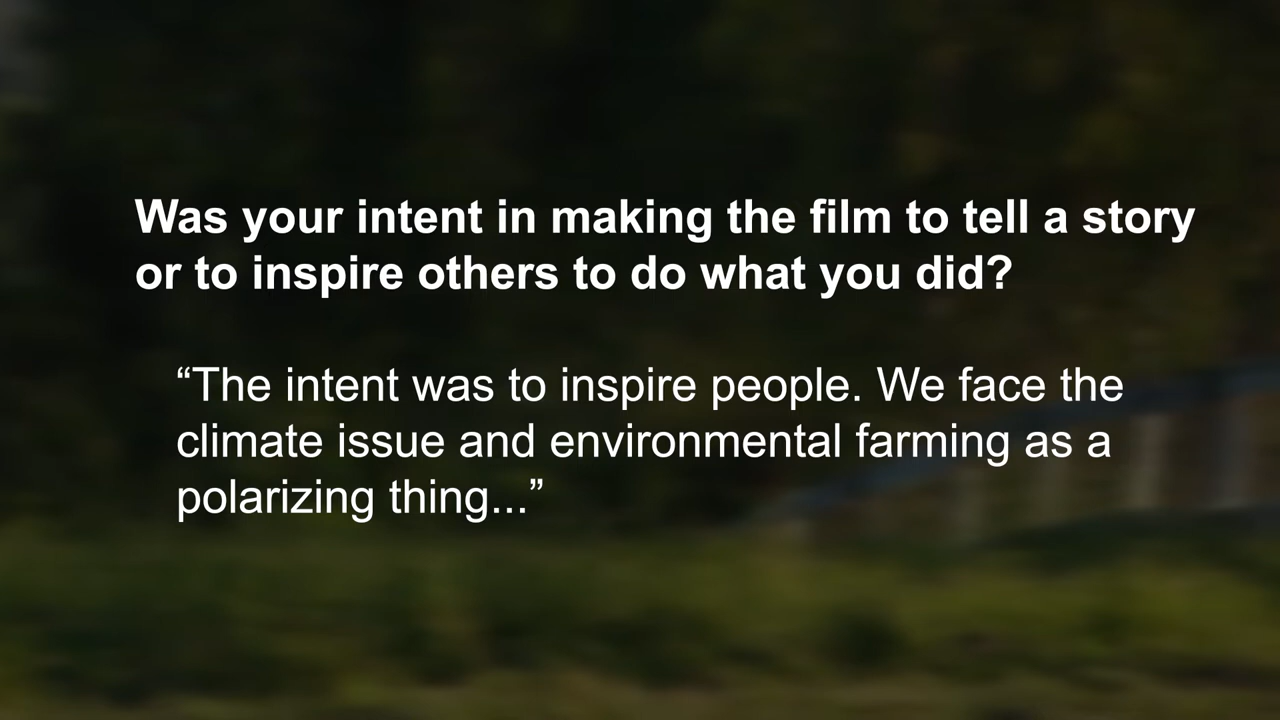 Was your intent in making the film to tell a story
or to inspire others to do what you did?
“The intent was to inspire people. We face the
climate issue and environmental farming as a
polarizing thing...”